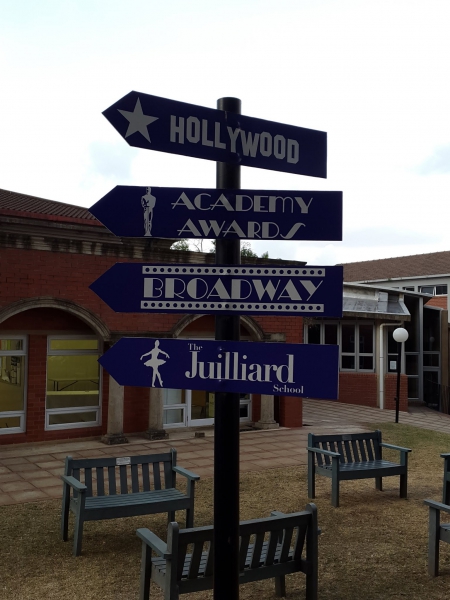 HOLLYWOOD
ACADEMY
AWARDS
BROADWAY
The Juilliard
School